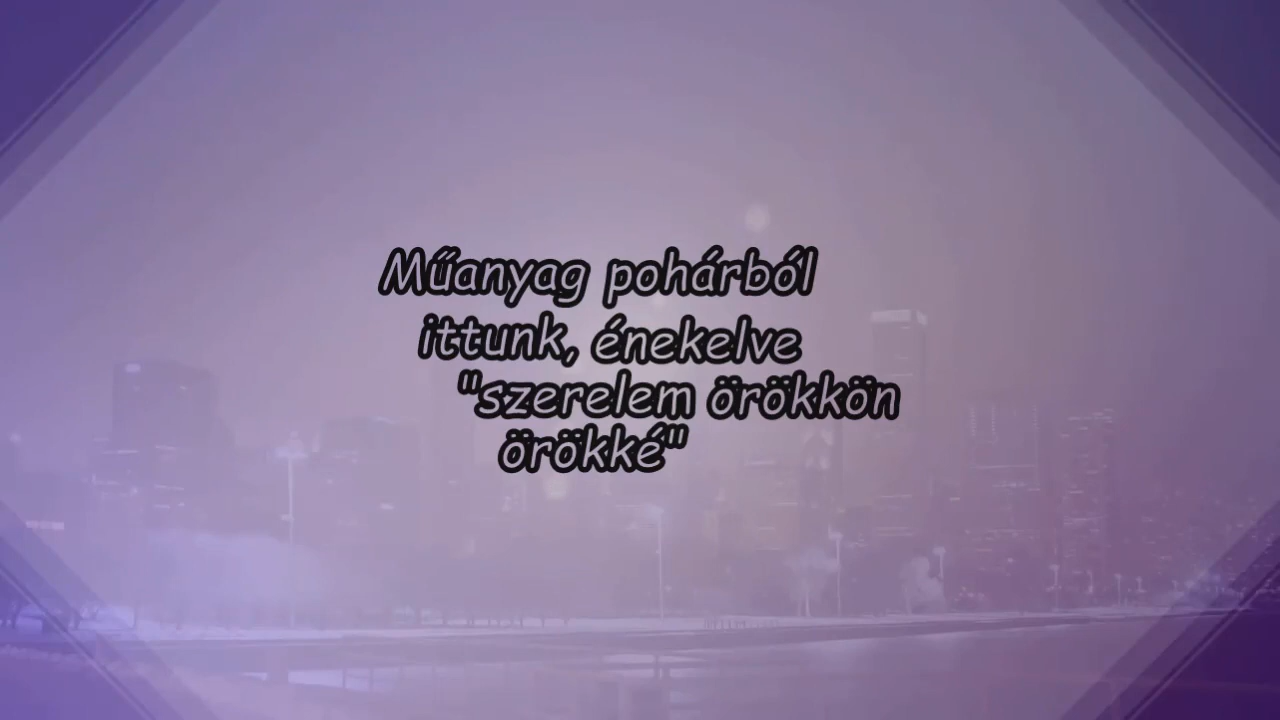 Műanyag pohárból
ittunk, énekelve
"szerelem örökkön
örökké"